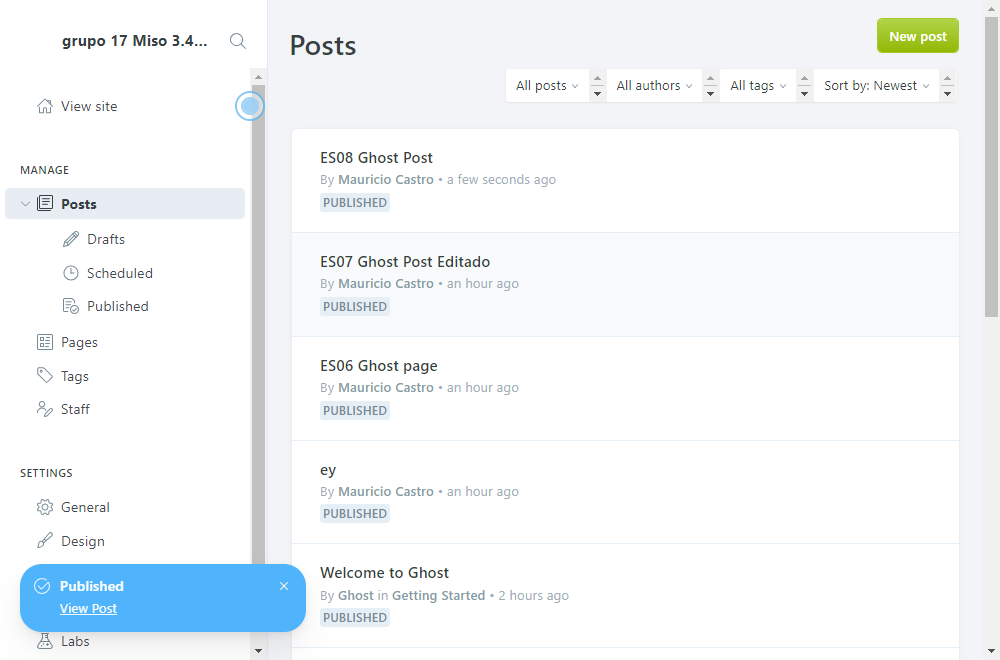 grupo 17 Miso 3.4...
View site
MANAGE
Posts
Drafts
Scheduled
Published
Pages
Tags
Staff
SETTINGS
General
Design
Published
View Post
Labs
Posts
New post
All posts
All authors
All tags
Sort by: Newest
ES08 Ghost Post
By Mauricio Castro • a few seconds ago
PUBLISHED
ES07 Ghost Post Editado
By Mauricio Castro • an hour ago
PUBLISHED
ES06 Ghost page
By Mauricio Castro • an hour ago
PUBLISHED
ey
By Mauricio Castro • an hour ago
PUBLISHED
Welcome to Ghost
By Ghost in Getting Started • 2 hours ago
PUBLISHED